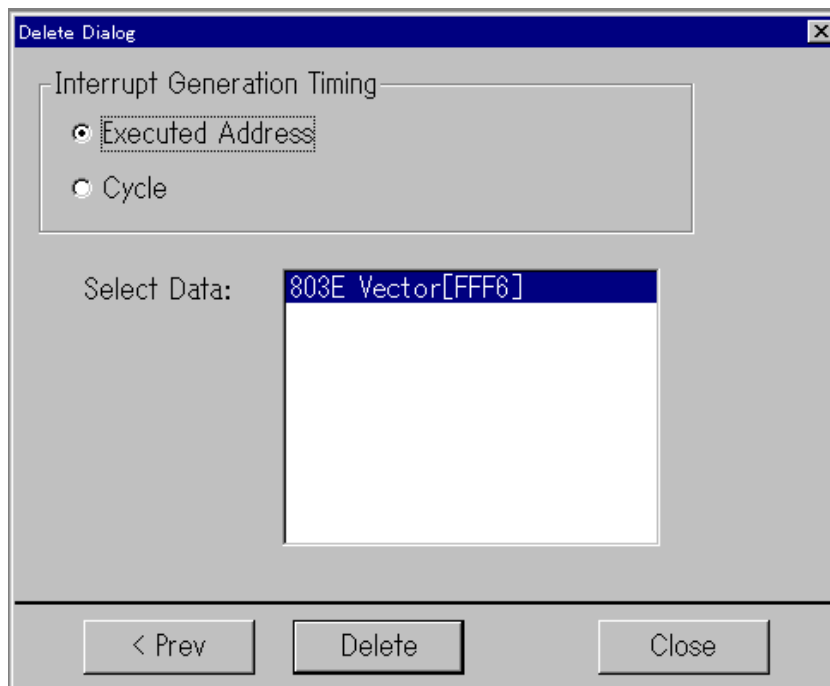 Delete Dialog
Interrupt Generation Timing
Executed Address
Cycle
Select Data:
803E Vector[FFF6]
< Prev
Delete
Close